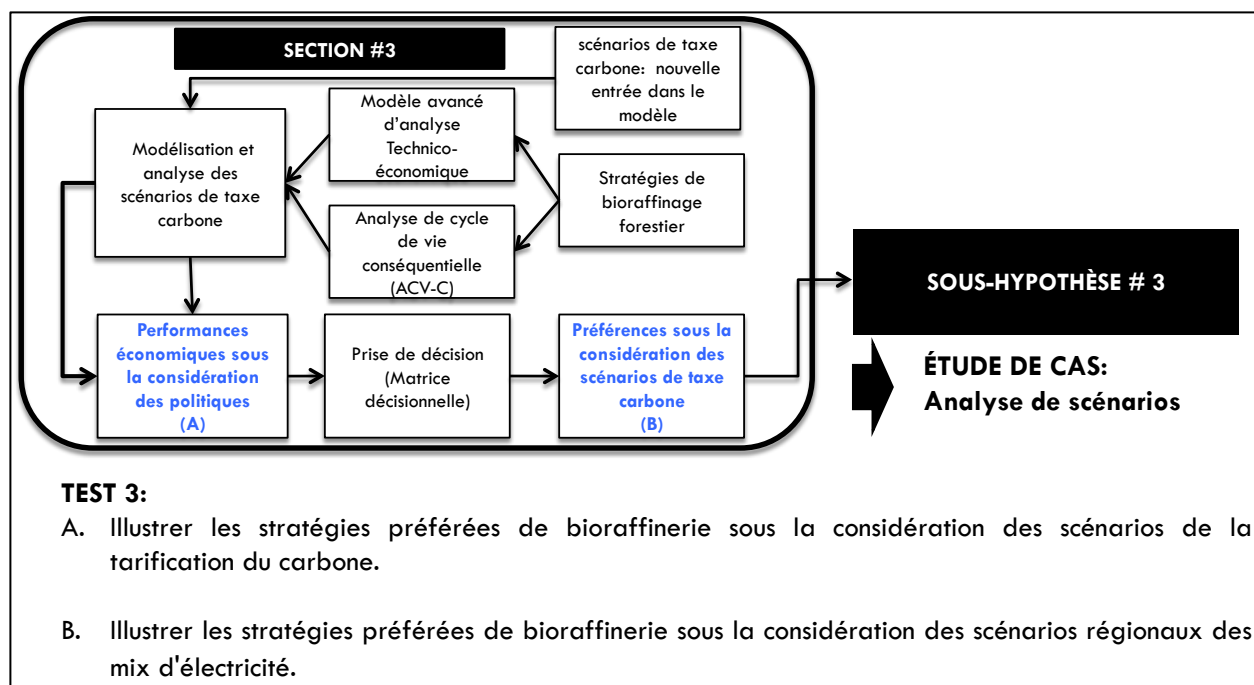 SECTION #3
scénarios de taxe
carbone: nouvelle
entrée dans le
modèle
Modèle avancé
d'analyse
Technico-
économique
Modélisation et
analyse des
scénarios de taxe
carbone
Stratégies de
bioraffinage
forestier
Analyse de cycle
de vie
conséquentielle
(ACV-C)
SOUS-HYPOTHÈSE # 3
Performances
économiques sous
la considération
des politiques
(A)
Prise de décision
(Matrice
décisionnelle)
Préférences sous la
considération des
scénarios de taxe
carbone
(B)
ÉTUDE DE CAS:
Analyse de scénarios
TEST 3:
A. Illustrer les stratégies préférées de bioraffinerie sous la considération des scénarios de la
tarification du carbone.
B. Illustrer les stratégies préférées de bioraffinerie sous la considération des scénarios régionaux des
mix d'électricité.